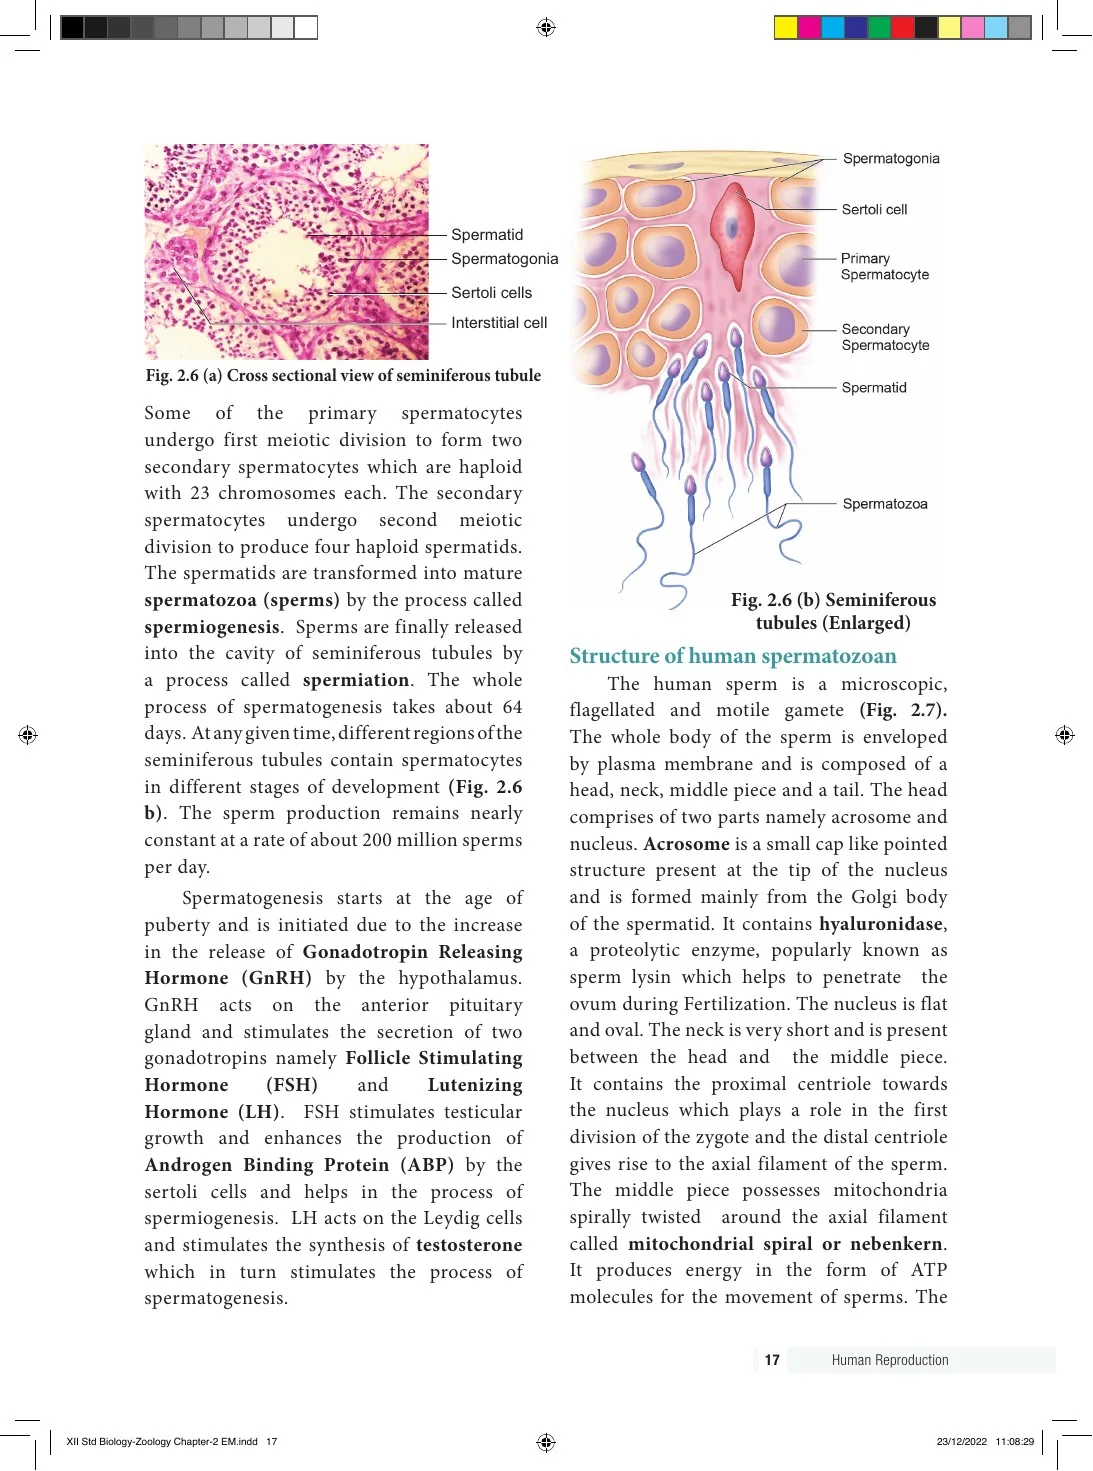 Spermatid
Spermatogonia
Sertoli cells
Interstitial cell
Fig. 2.6 (a) Cross sectional view of seminiferous tubule
Some of the primary spermatocytes
undergo first meiotic division to form two
secondary spermatocytes which are haploid
with 23 chromosomes each. The secondary
spermatocytes undergo second meiotic
division to produce four haploid spermatids.
The spermatids are transformed into mature
spermatozoa (sperms) by the process called
spermiogenesis. Sperms are finally released
into the cavity of seminiferous tubules by
a process called spermiation. The whole
process of spermatogenesis takes about 64
days. At any given time, different regions of the
seminiferous tubules contain spermatocytes
in different stages of development (Fig. 2.6
b). The sperm production remains nearly
constant at a rate of about 200 million sperms
per day.
Spermatogenesis starts at the age of
puberty and is initiated due to the increase
in the release of Gonadotropin Releasing
Hormone (GnRH) by the hypothalamus.
GnRH acts on the anterior pituitary
gland and stimulates the secretion of two
gonadotropins namely Follicle Stimulating
Hormone (FSH) and Lutenizing
Hormone (LH). FSH stimulates testicular
growth and enhances the production of
Androgen Binding Protein (ABP) by the
sertoli cells and helps in the process of
spermiogenesis. LH acts on the Leydig cells
and stimulates the synthesis of testosterone
which in turn stimulates the process of
spermatogenesis.
Spermatogonia
Sertoli cell
Primary
Spermatocyte
Secondary
Spermatocyte
Spermatid
Spermatozoa
Fig. 2.6 (b) Seminiferous
tubules (Enlarged)
Structure of human spermatozoan
The human sperm is a microscopic,
flagellated and motile gamete (Fig. 2.7).
The whole body of the sperm is enveloped
by plasma membrane and is composed of a
head, neck, middle piece and a tail. The head
comprises of two parts namely acrosome and
nucleus. Acrosome is a small cap like pointed
structure present at the tip of the nucleus
and is formed mainly from the Golgi body
of the spermatid. It contains hyaluronidase,
a proteolytic enzyme, popularly known as
sperm lysin which helps to penetrate the
ovum during Fertilization. The nucleus is flat
and oval. The neck is very short and is present
between the head and the middle piece.
It contains the proximal centriole towards
the nucleus which plays a role in the first
division of the zygote and the distal centriole
gives rise to the axial filament of the sperm.
The middle piece possesses mitochondria
spirally twisted around the axial filament
called mitochondrial spiral or nebenkern.
It produces energy in the form of ATP
molecules for the movement of sperms. The
17 Human Reproduction
XII Std Biology-Zoology Chapter-2 EM.indd 17
23/12/2022 11:08:29